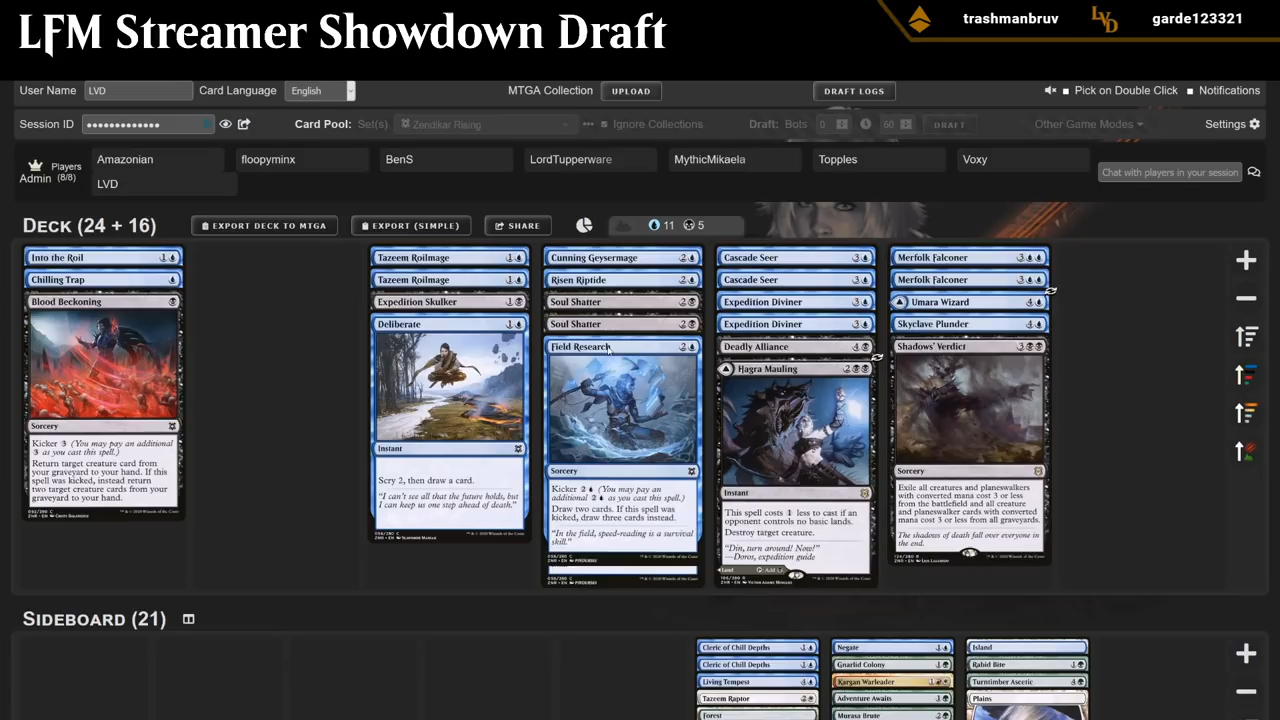 LFM Streamer Showdown Draft
trashmanbruv
LVD
garde123321
User Name
LVD
Card Language
English
MTGA Collection
UPLOAD
DRAFT LOGS
Pick on Double Click
Notifications
Session ID
•••••••••••••
Card Pool:
Set(s)
Zendikar Rising
Ignore Collections
Draft:
Bots
0
60
DRAFT
Other Game Modes
Settings
Admin
Players
(8/8)
Amazonian
floopyminx
BenS
LordTupperware
MythicMikaela
Topples
Voxy
LVD
Chat with players in your session
DECK (24 + 16)
EXPORT DECK TO MTGA
EXPORT (SIMPLE)
SHARE
11
5
Into the Roil
Chilling Trap
Blood Beckoning
Sorcery
Kicker 3 (You may pay an additional
3 as you cast this spell.)
Return target creature card from
your graveyard to your hand. If this
spell was kicked, instead return
two target creature cards from your
graveyard to your hand.
Tazeem Roilmage
Tazeem Roilmage
Expedition Skulker
Deliberate
Instant
Scry 2, then draw a card.
"I can't see all that the future holds, but
I can keep us one step ahead of death."
Cunning Geysermage
Risen Riptide
Soul Shatter
Soul Shatter
Field Research
Sorcery
Kicker 2 (You may pay an
additional 2 as you cast this spell.)
Draw two cards. If this spell
was kicked, draw three cards instead.
"In the field, speed-reading is a survival
skill."
Cascade Seer
Cascade Seer
Expedition Diviner
Expedition Diviner
Deadly Alliance
Hagra Mauling
Instant
This spell costs 1 less to cast if an
opponent controls no basic lands.
Destroy target creature.
"Din, turn around! Now!"
—Doros, expedition guide
Merfolk Falconer
Merfolk Falconer
Umara Wizard
Skyclave Plunder
Shadows' Verdict
Sorcery
Exile all creatures and planeswalkers
with converted mana cost 3 or less
from the battlefield and all creature
and planeswalker cards with converted
mana cost 3 or less from all graveyards.
The shadows of death fall over everyone in
the end.
SIDEBOARD (21)
Cleric of Chill Depths
Cleric of Chill Depths
Living Tempest
Tazeem Raptor
Forest
Negate
Gnarlid Colony
Kargan Warleader
Adventure Awaits
Murasa Brute
Island
Rabid Bite
Turntimber Ascetic
Plains